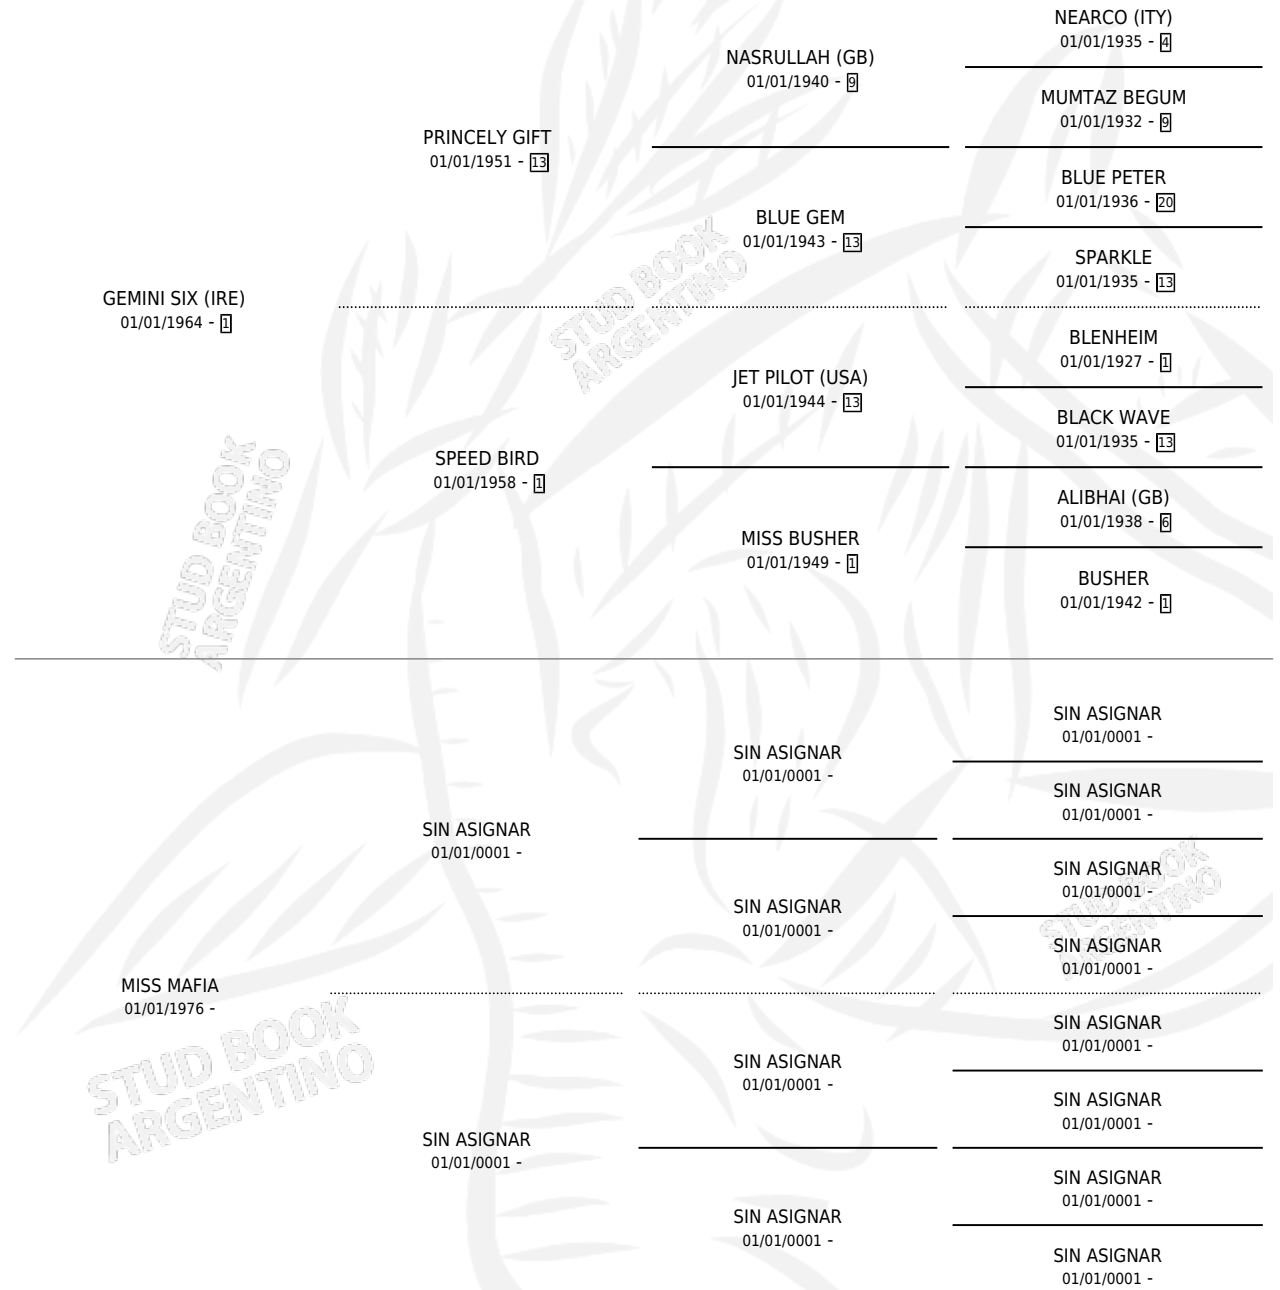 NEARCO (ITY)
01/01/1935 - 4
NASRULLAH (GB)
01/01/1940 - 9
MUMTAZ BEGUM
01/01/1932 - 9
PRINCELY GIFT
01/01/1951 - 13
BLUE PETER
01/01/1936 - 20
BLUE GEM
01/01/1943 - 13
SPARKLE
01/01/1935 - 13
GEMINI SIX (IRE)
01/01/1964 - 1
BLENHEIM
01/01/1927 - 1
JET PILOT (USA)
01/01/1944 - 13
BLACK WAVE
01/01/1935 - 13
SPEED BIRD
01/01/1958 - 1
ALIBHAI (GB)
01/01/1938 - 6
MISS BUSHER
01/01/1949 - 1
BUSHER
01/01/1942 - 1
STUD BOOK
ARGENTINO
STUD BOOK
ARGENTINO
SIN ASIGNAR
01/01/0001 -
SIN ASIGNAR
01/01/0001 -
SIN ASIGNAR
01/01/0001 -
SIN ASIGNAR
01/01/0001 -
SIN ASIGNAR
01/01/0001 -
SIN ASIGNAR
01/01/0001 -
SIN ASIGNAR
01/01/0001 -
MISS MAFIA
01/01/1976 -
SIN ASIGNAR
01/01/0001 -
SIN ASIGNAR
01/01/0001 -
SIN ASIGNAR
01/01/0001 -
SIN ASIGNAR
01/01/0001 -
SIN ASIGNAR
01/01/0001 -
SIN ASIGNAR
01/01/0001 -
SIN ASIGNAR
01/01/0001 -
STUD BOOK
ARGENTINO
STUD BOOK
ARGENTINO